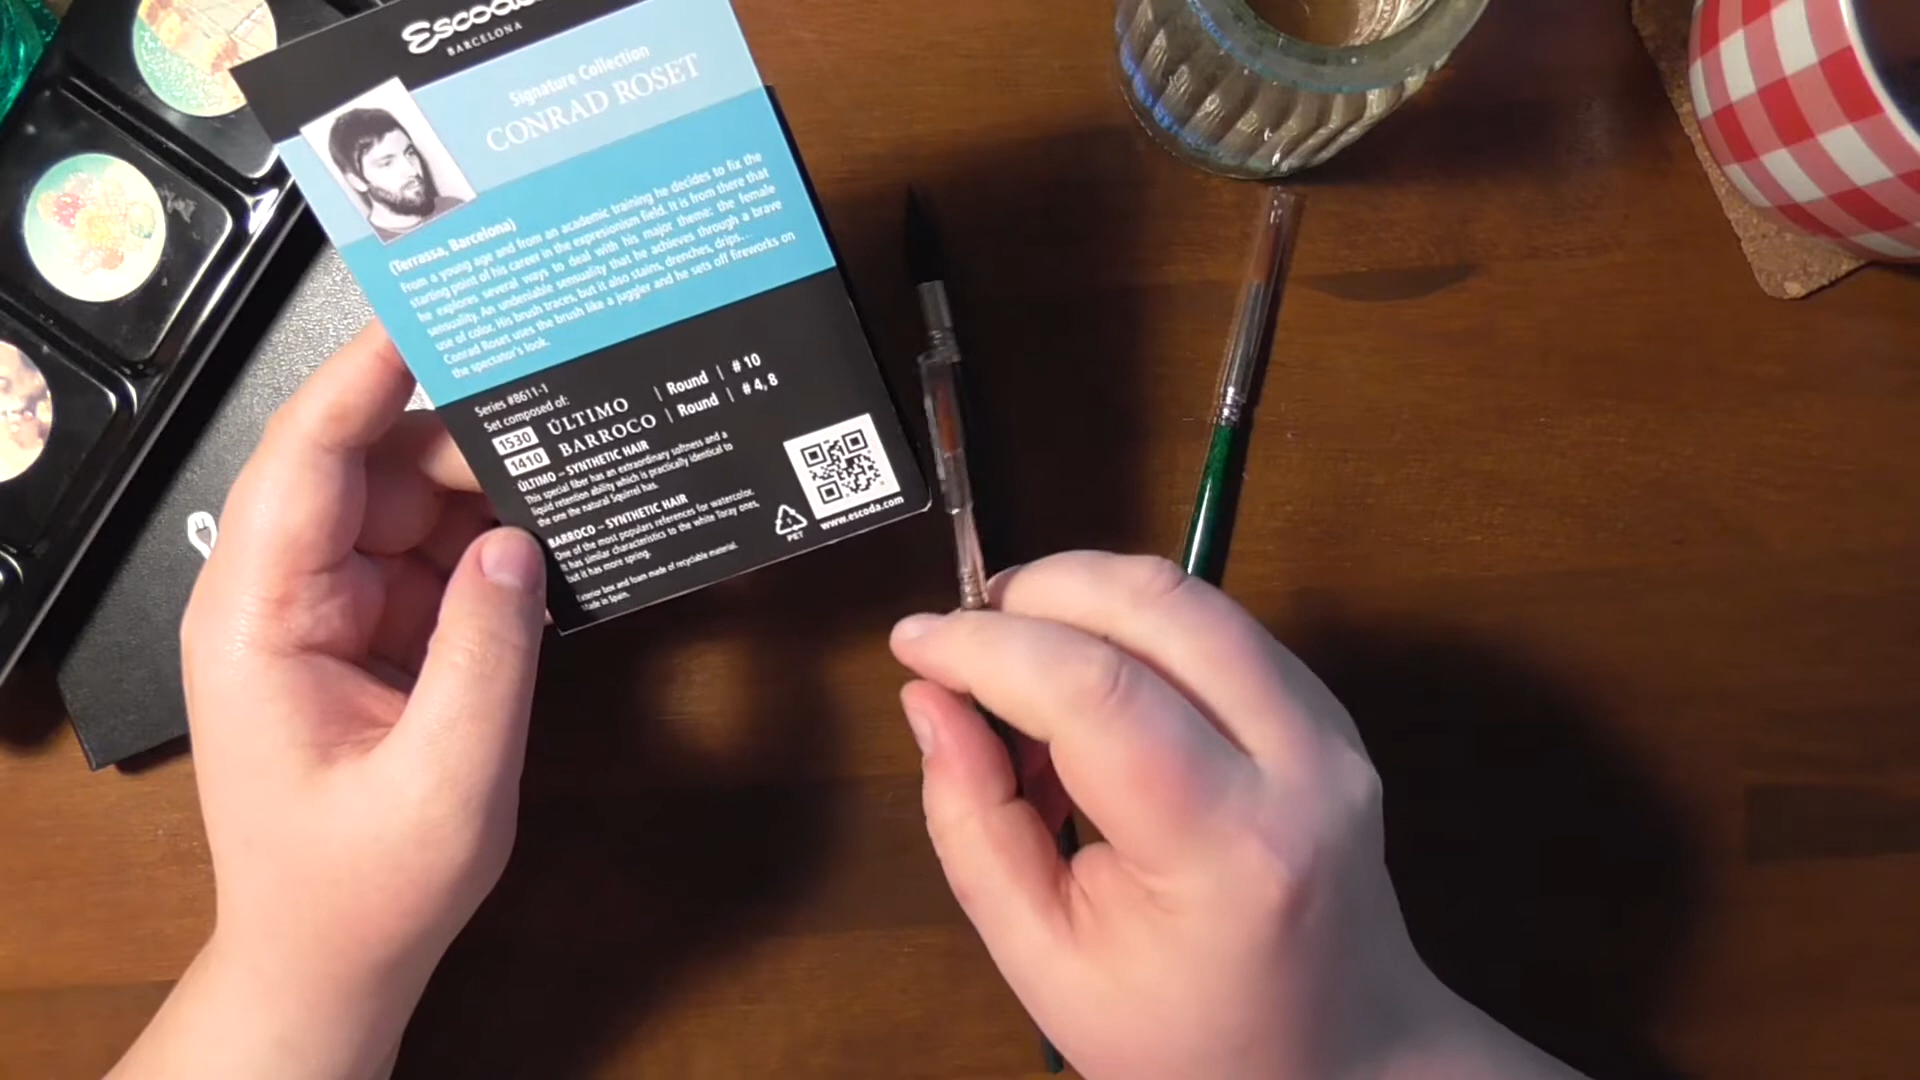 Escoda
BARCELONA
Signature Collection
CONRAD ROSET
(Terrassa, Barcelona)
From a young age and from an academic training he decides to fix the
starting point of his career in the expresionism field. It is from there that
he explores several ways to deal with his major theme: the female
sensuality. An undeniable sensuality that he achieves through a brave
use of color. His brush traces, but it also stains, drenches, drips...
Conrad Roset uses the brush like a juggler and he sets off fireworks on
the spectator's look.
Series #8611-1
Set composed of:
1530 ÚLTIMO | Round | # 10
1410 BARROCO | Round | # 4, 8
ÚLTIMO – SYNTHETIC HAIR
This special fiber has an extraordinary softness and a
liquid retention ability which is practically identical to
the one the natural Squirrel has.
BARROCO – SYNTHETIC HAIR
One of the most populars references for watercolor.
It has similar characteristics to the white Toray ones,
but it has more spring.
Exterior box and foam made of recyclable material.
Made in Spain.
1
PET
www.escoda.com